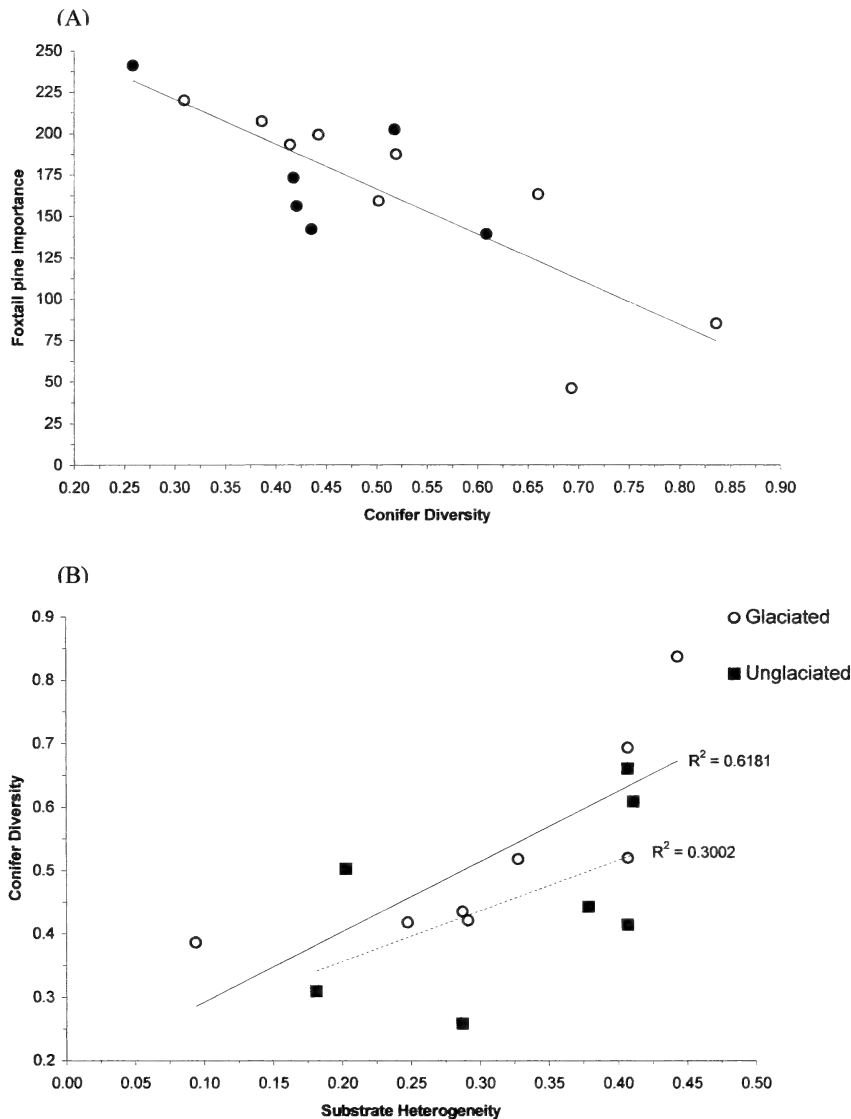 (A)
250
225
200
175
150
125
100
75
50
25
0
Foxtail pine Importance
0.20 0.25 0.30 0.35 0.40 0.45 0.50 0.55 0.60 0.65 0.70 0.75 0.80 0.85 0.90
Conifer Diversity
(B)
Glaciated
Unglaciated
0.9
0.8
0.7
0.6
0.5
0.4
0.3
0.2
Conifer Diversity
R² = 0.6181
R² = 0.3002
0.00 0.05 0.10 0.15 0.20 0.25 0.30 0.35 0.40 0.45 0.50
Substrate Heterogeneity